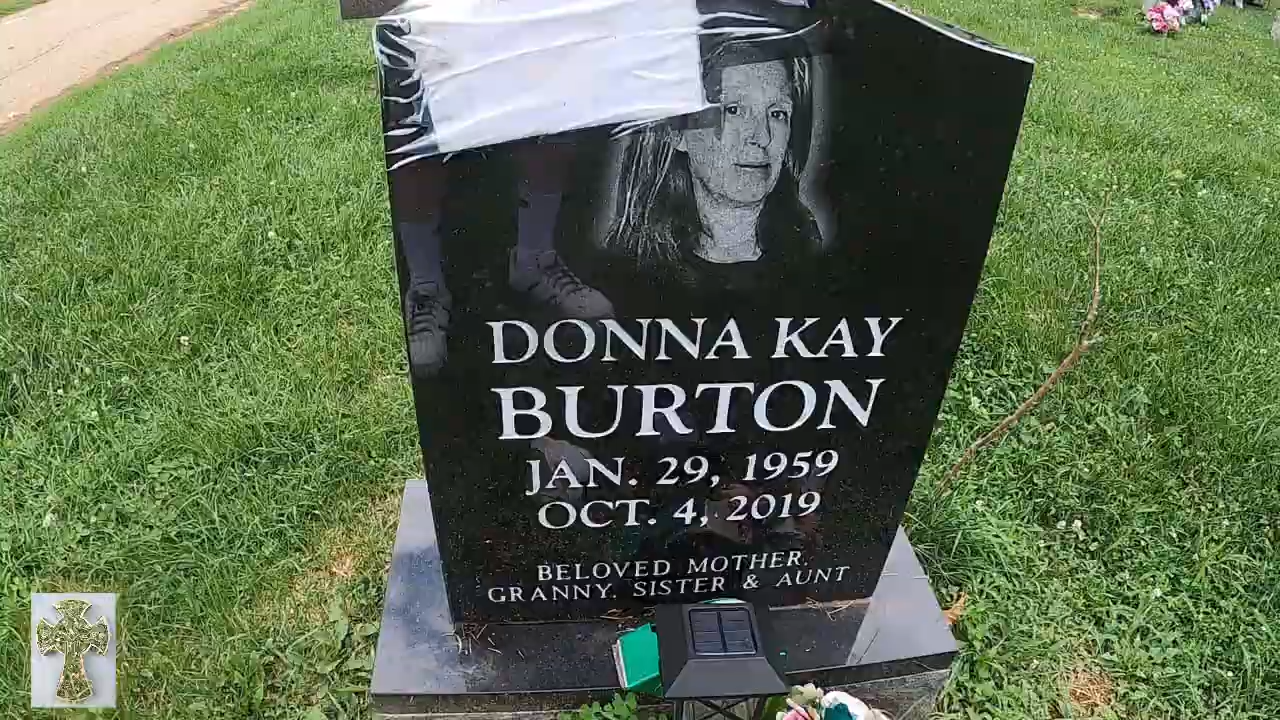 DONNA KAY
BURTON
JAN. 29, 1959
OCT. 4, 2019
BELOVED MOTHER,
GRANNY, SISTER & AUNT